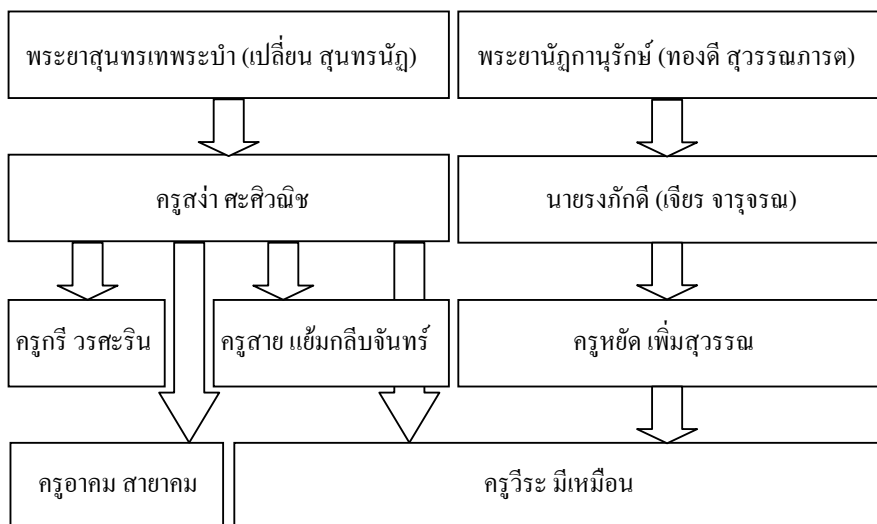 พระยาสุนทรเทพระบำ (เปลี่ยน สุนทรนัฏ)
พระยานัฏกานุรักษ์ (ทองดี สุวรรณภารต)
ครูสง่า ศะศิวณิช
นายรงภักดี (เจียร จารุจรณ)
ครูกรี วรศะริน
ครูสาย แย้มกลีบจันทร์
ครูหยัด เพิ่มสุวรรณ
ครูอาคม สายาคม
ครูวีระ มีเหมือน